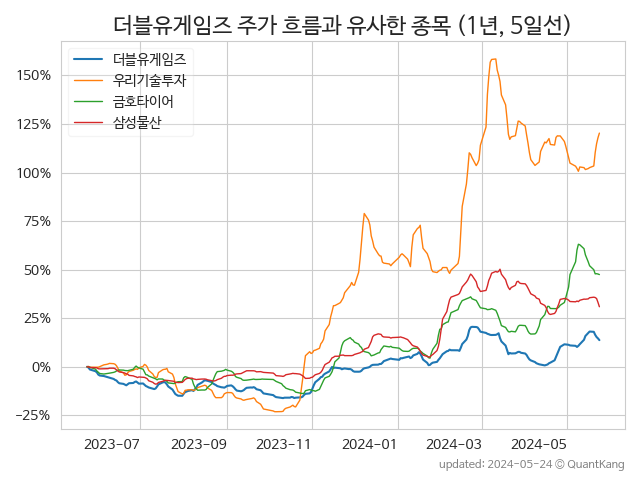 더블유게임즈 주가 흐름과 유사한 종목 (1년, 5일선)
더블유게임즈
우리기술투자
금호타이어
삼성물산
150%
125%
100%
75%
50%
25%
0%
−25%
2023-07 2023-09 2023-11 2024-01 2024-03 2024-05
updated: 2024-05-24 © QuantKang